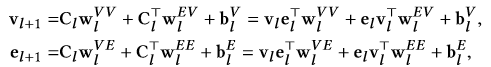 v_{l+1} = C_l w_l^{VV} + C_l^⊤ w_l^{EV} + b_l^V = v_l e_l^⊤ w_l^{VV} + e_l v_l^⊤ w_l^{EV} + b_l^V,
e_{l+1} = C_l w_l^{VE} + C_l^⊤ w_l^{EE} + b_l^E = v_l e_l^⊤ w_l^{VE} + e_l v_l^⊤ w_l^{EE} + b_l^E,